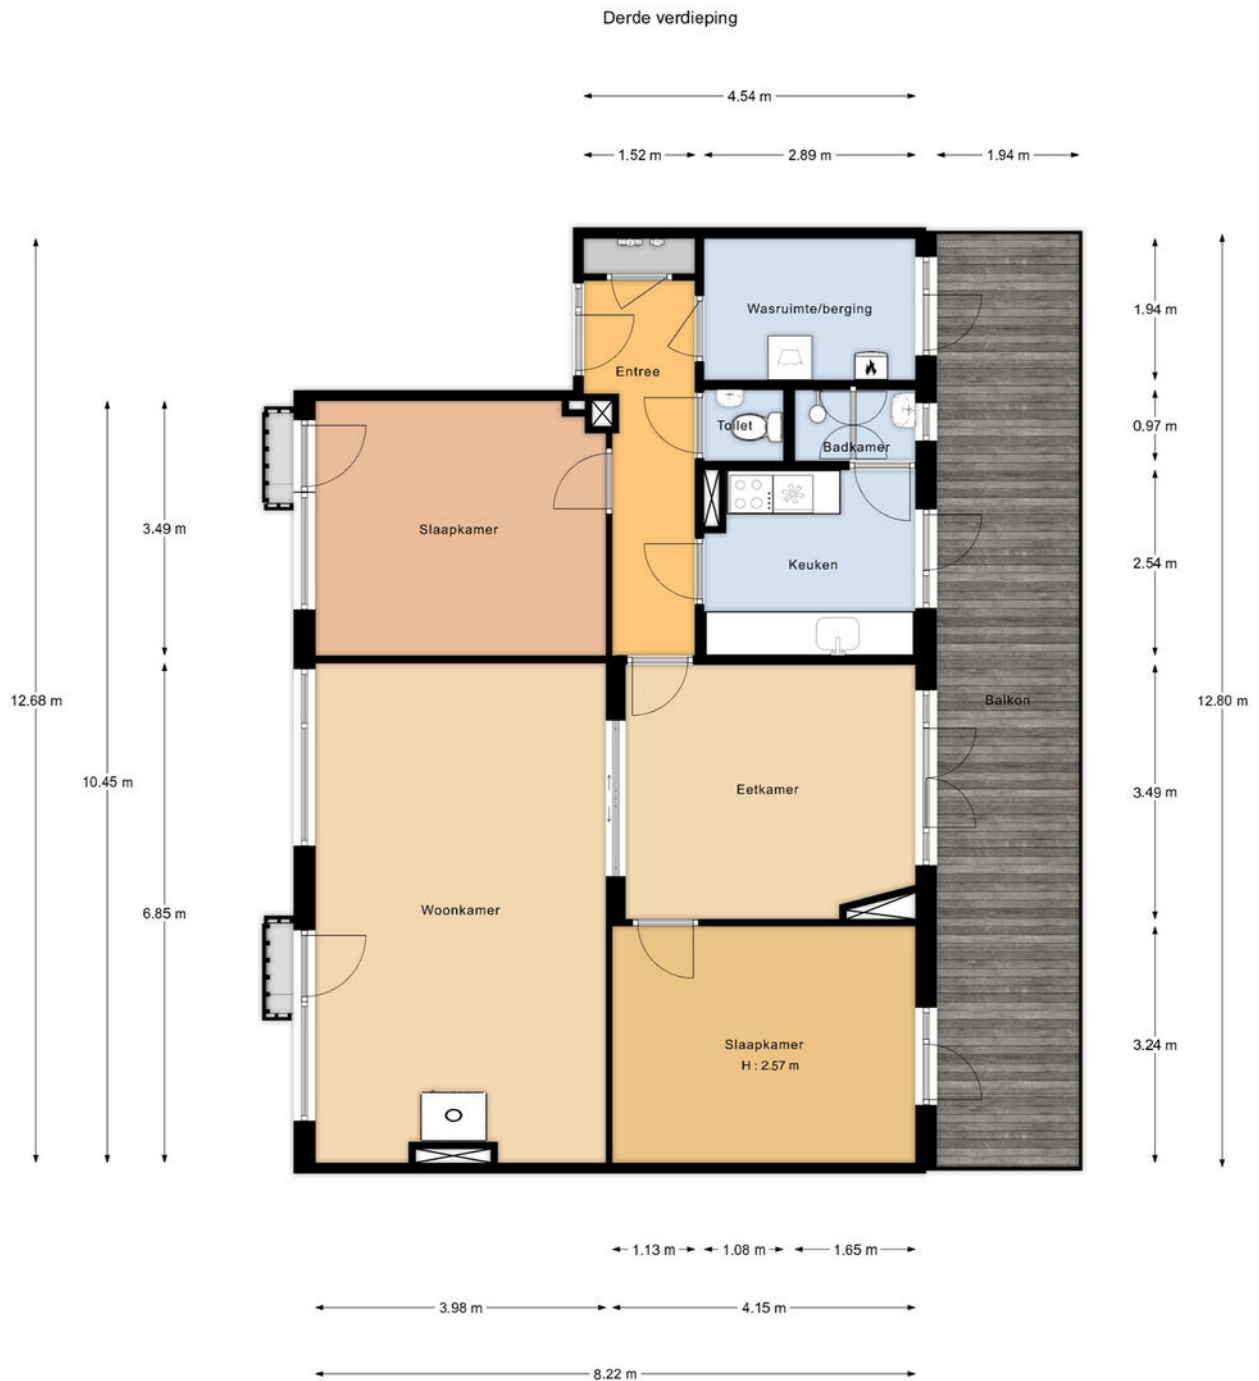 Derde verdieping
4.54 m
1.52 m
2.89 m
1.94 m
Wasruimte/berging
1.94 m
Entree
Toilet
Badkamer
0.97 m
3.49 m
Slaapkamer
Keuken
2.54 m
12.68 m
Balkon
12.80 m
10.45 m
Eetkamer
3.49 m
6.85 m
Woonkamer
Slaapkamer
H : 2.57 m
3.24 m
1.13 m
1.08 m
1.65 m
3.98 m
4.15 m
8.22 m